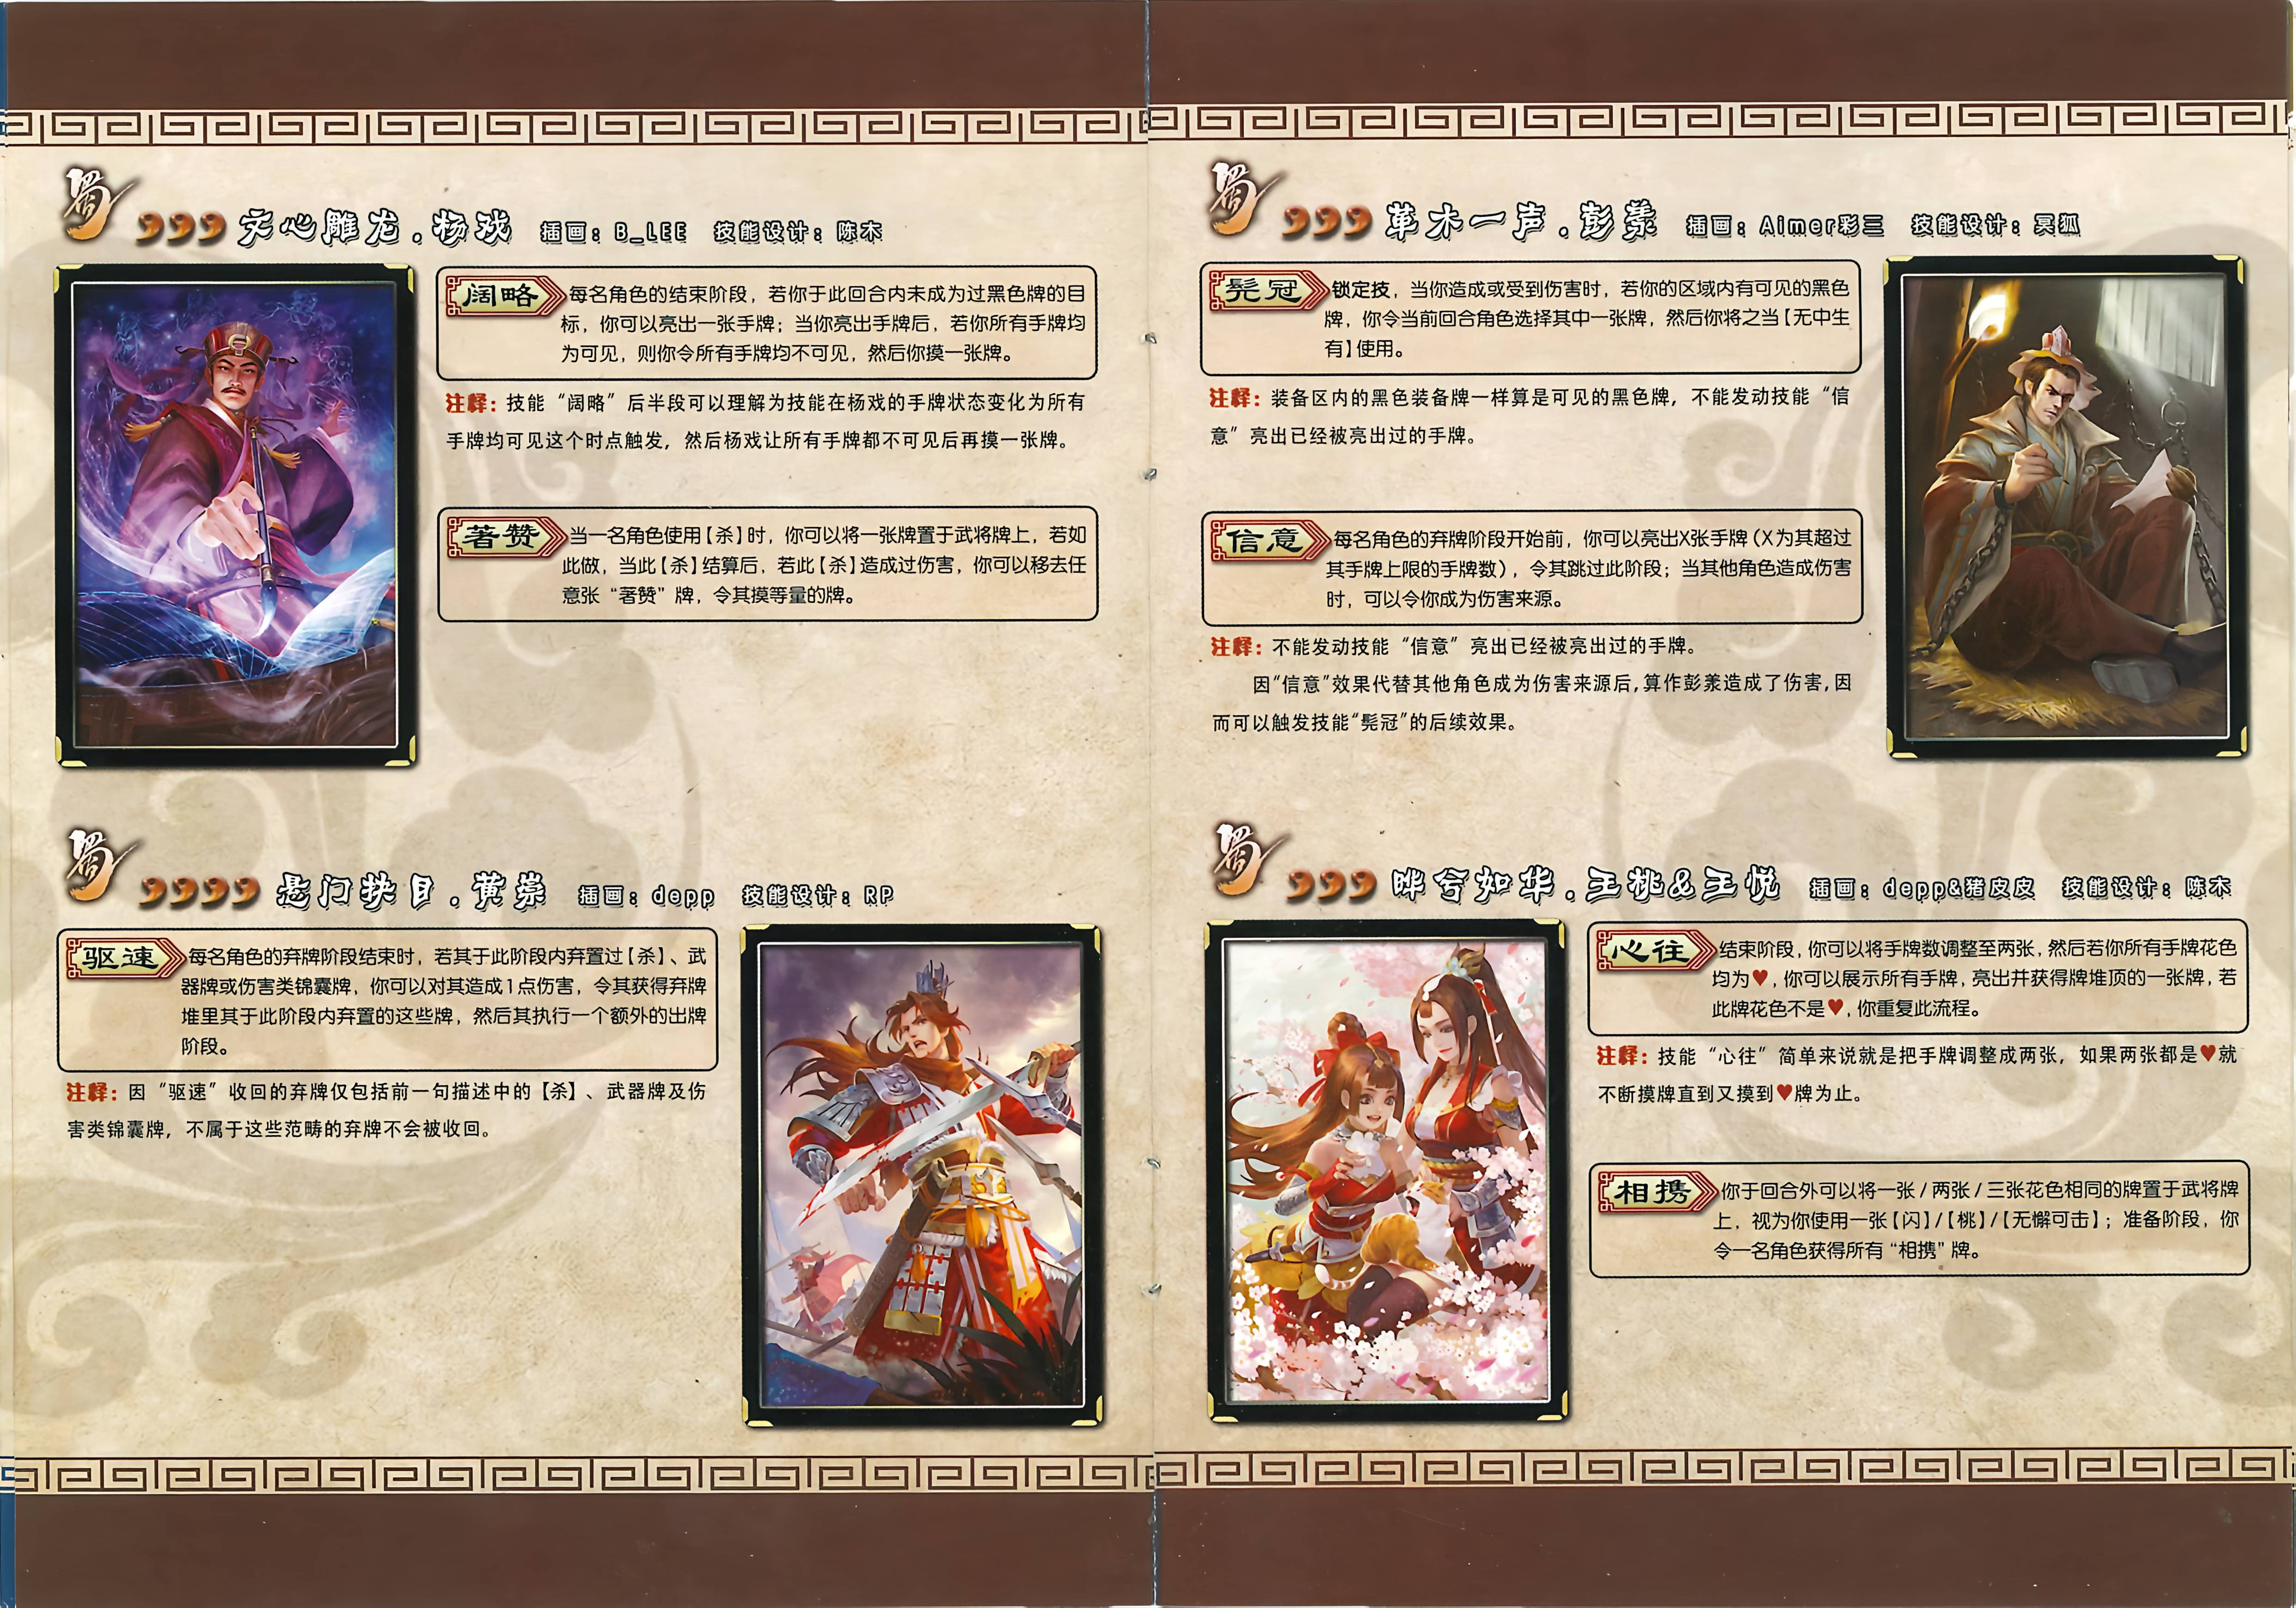 蜀
文心雕龙.杨戏 插画：B_LEE 技能设计：陈木
阔略 每名角色的结束阶段，若你于此回合内未成为过黑色牌的目
标，你可以亮出一张手牌；当你亮出手牌后，若你所有手牌均
为可见，则你令所有手牌均不可见，然后你摸一张牌。
注释：技能“阔略”后半段可以理解为技能在杨戏的手牌状态变化为所有
手牌均可见这个时点触发，然后杨戏让所有手牌都不可见后再摸一张牌。
著赞 当一名角色使用【杀】时，你可以将一张牌置于武将牌上，若如
此做，当此【杀】结算后，若此【杀】造成过伤害，你可以移去任
意张“著赞”牌，令其摸等量的牌。
蜀
悬门抉目.黄崇 插画：depp 技能设计：RP
驱速 每名角色的弃牌阶段结束时，若其于此阶段内弃置过【杀】、武
器牌或伤害类锦囊牌，你可以对其造成1点伤害，令其获得弃牌
堆里其于此阶段内弃置的这些牌，然后其执行一个额外的出牌
阶段。
注释：因“驱速”收回的弃牌仅包括前一句描述中的【杀】、武器牌及伤
害类锦囊牌，不属于这些范畴的弃牌不会被收回。
蜀
革木一声.彭羕 插画：Aimer彩三 技能设计：冥狐
髡冠 锁定技，当你造成或受到伤害时，若你的区域内有可见的黑色
牌，你令当前回合角色选择其中一张牌，然后你将之当【无中生
有】使用。
注释：装备区内的黑色装备牌一样算是可见的黑色牌，不能发动技能“信
意”亮出已经被亮出过的手牌。
信意 每名角色的弃牌阶段开始前，你可以亮出X张手牌（X为其超过
其手牌上限的手牌数），令其跳过此阶段；当其他角色造成伤害
时，可以令你成为伤害来源。
注释：不能发动技能“信意”亮出已经被亮出过的手牌。
因“信意”效果代替其他角色成为伤害来源后，算作彭羕造成了伤害，因
而可以触发技能“髡冠”的后续效果。
蜀
晔兮如华.王桃&王悦 插画：depp&猪皮皮 技能设计：陈木
心往 结束阶段，你可以将手牌数调整至两张，然后若你所有手牌花色
均为♥，你可以展示所有手牌，亮出并获得牌堆顶的一张牌，若
此牌花色不是♥，你重复此流程。
注释：技能“心往”简单来说就是把手牌调整成两张，如果两张都是♥就
不断摸牌直到又摸到♥牌为止。
相携 你于回合外可以将一张/两张/三张花色相同的牌置于武将牌
上，视为你使用一张【闪】/【桃】/【无懈可击】；准备阶段，你
令一名角色获得所有“相携”牌。